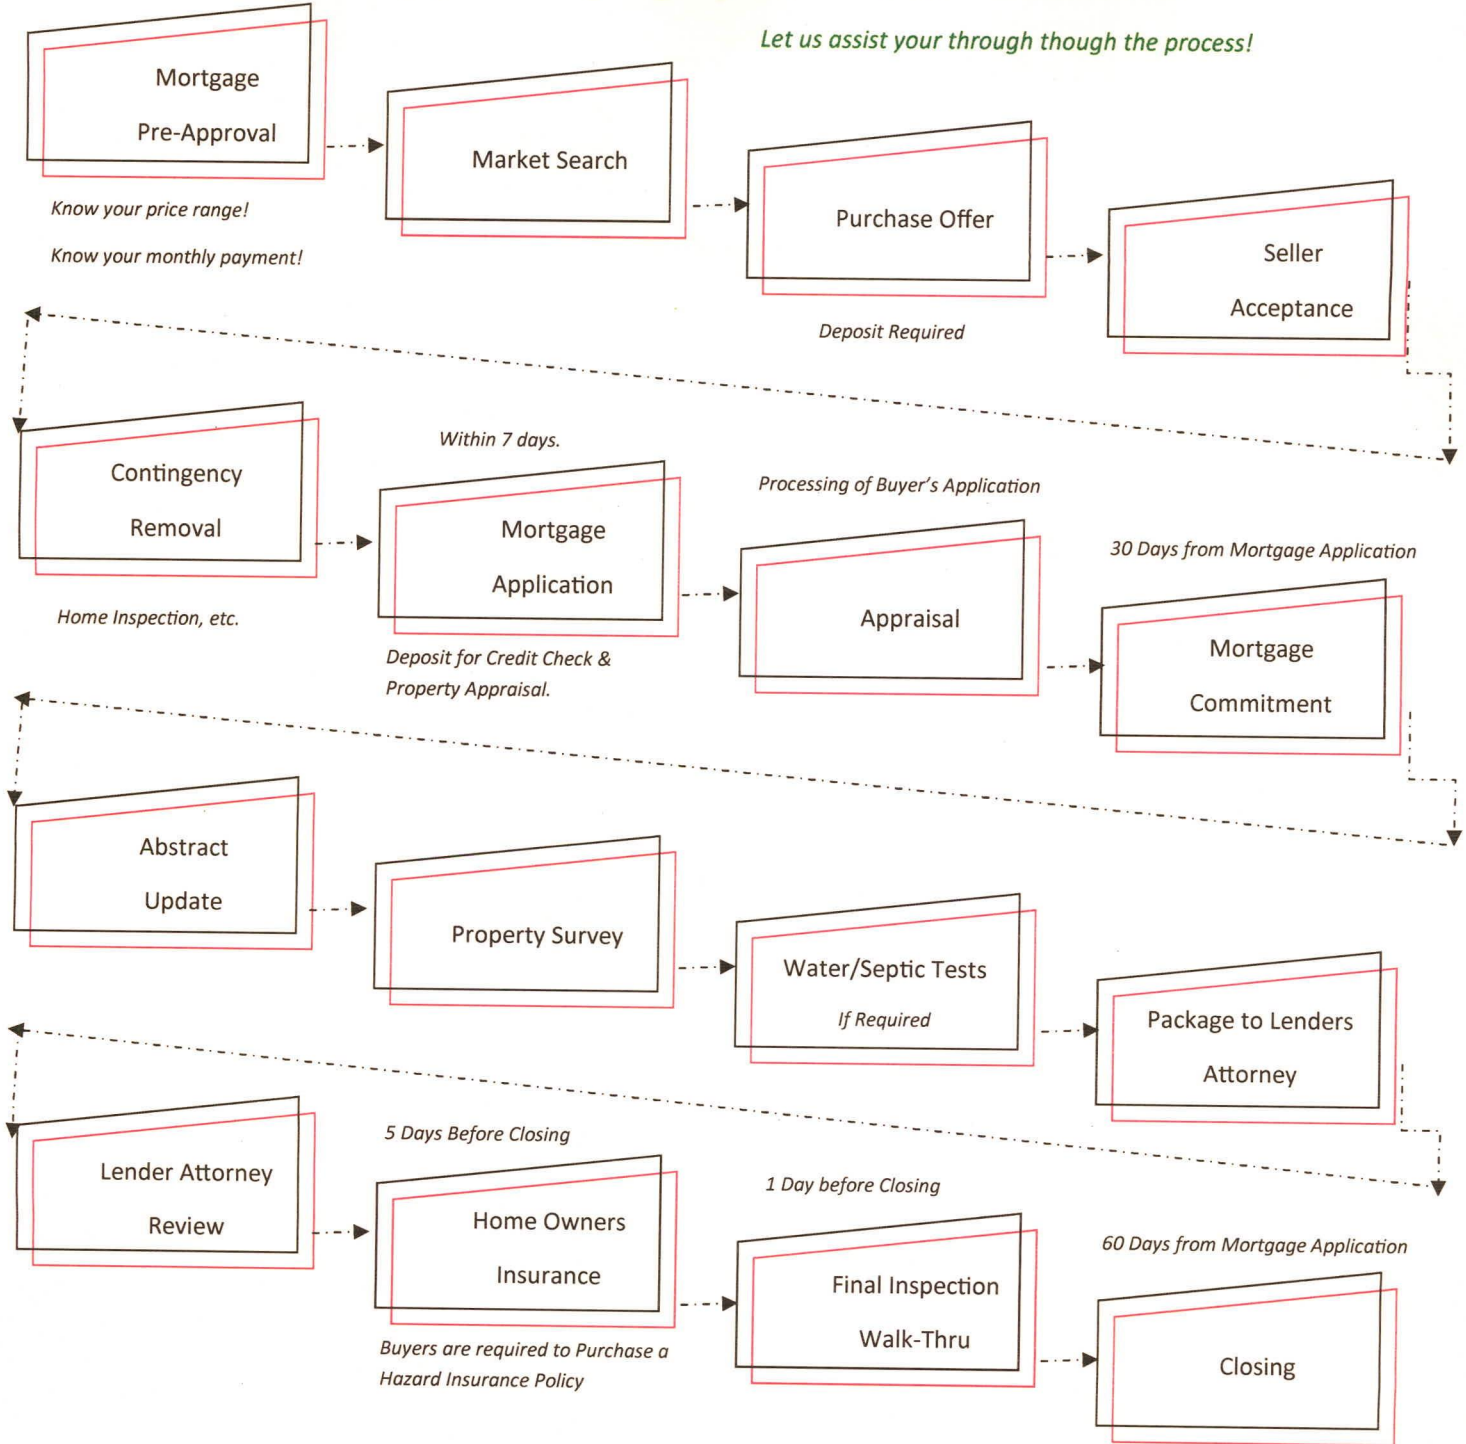 Let us assist your through though the process!
Mortgage
Pre-Approval
Know your price range!
Know your monthly payment!
Market Search
Purchase Offer
Deposit Required
Seller
Acceptance
Contingency
Removal
Home Inspection, etc.
Within 7 days.
Mortgage
Application
Deposit for Credit Check &
Property Appraisal.
Processing of Buyer's Application
Appraisal
30 Days from Mortgage Application
Mortgage
Commitment
Abstract
Update
Property Survey
Water/Septic Tests
If Required
Package to Lenders
Attorney
Lender Attorney
Review
5 Days Before Closing
Home Owners
Insurance
Buyers are required to Purchase a
Hazard Insurance Policy
1 Day before Closing
Final Inspection
Walk-Thru
60 Days from Mortgage Application
Closing